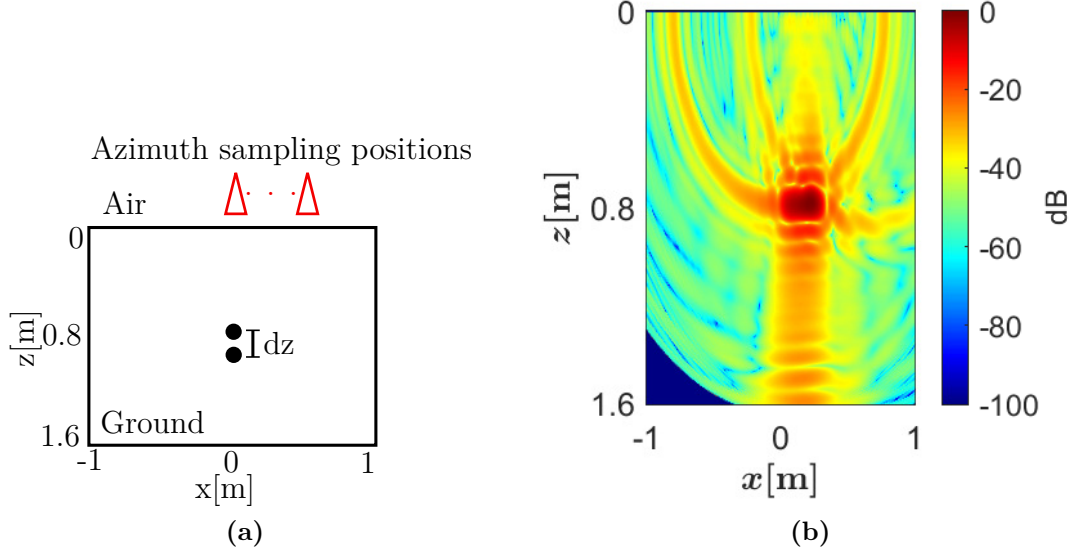 Azimuth sampling positions
Air
0
z[m]
0.8
dz
Ground
1.6
-1
0
1
x[m]
(a)
0
0.8
1.6
z[m]
-1
0
1
x[m]
0
-20
-40
-60
-80
-100
dB
(b)